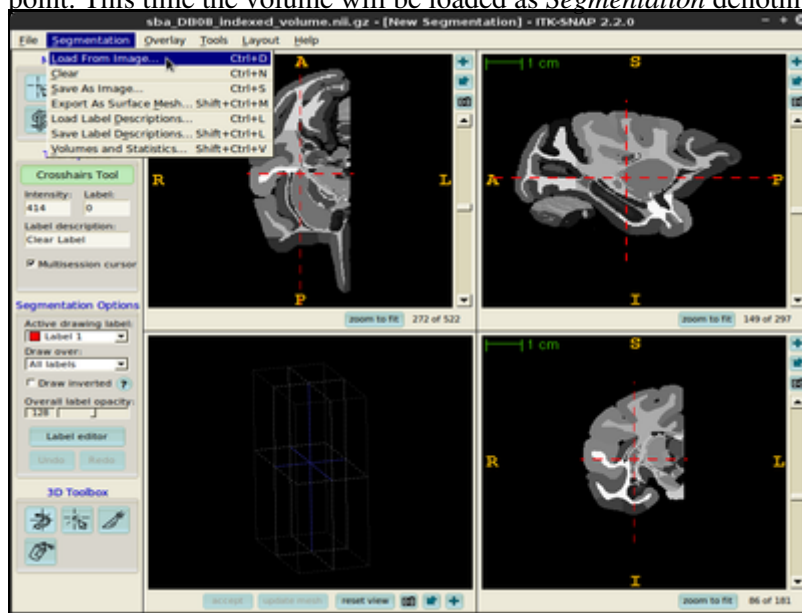 point. This time the volume will be loaded as Segmentation denotin
sba_DB08_indexed_volume.nii.gz - [New Segmentation] - ITK-SNAP 2.2.0
File Segmentation Overlay Tools Layout Help
Load From Image... Ctrl+O
Clear Ctrl+N
Save As Image... Ctrl+S
Export As Surface Mesh... Shift+Ctrl+M
Load Label Descriptions... Ctrl+L
Save Label Descriptions... Shift+Ctrl+L
Volumes and Statistics... Shift+Ctrl+V
Crosshairs Tool
Intensity: Label:
414 0
Label description:
Clear Label
Multisession cursor
Segmentation Options
Active drawing label:
Label 1
Draw over:
All labels
Draw inverted ?
Overall label opacity:
128
Label editor
Undo Redo
3D Toolbox
A
R L
P
zoom to fit 272 of 522
1 cm S
A P
I
zoom to fit 149 of 297
accept update mesh reset view
1 cm S
R L
I
zoom to fit 86 of 181